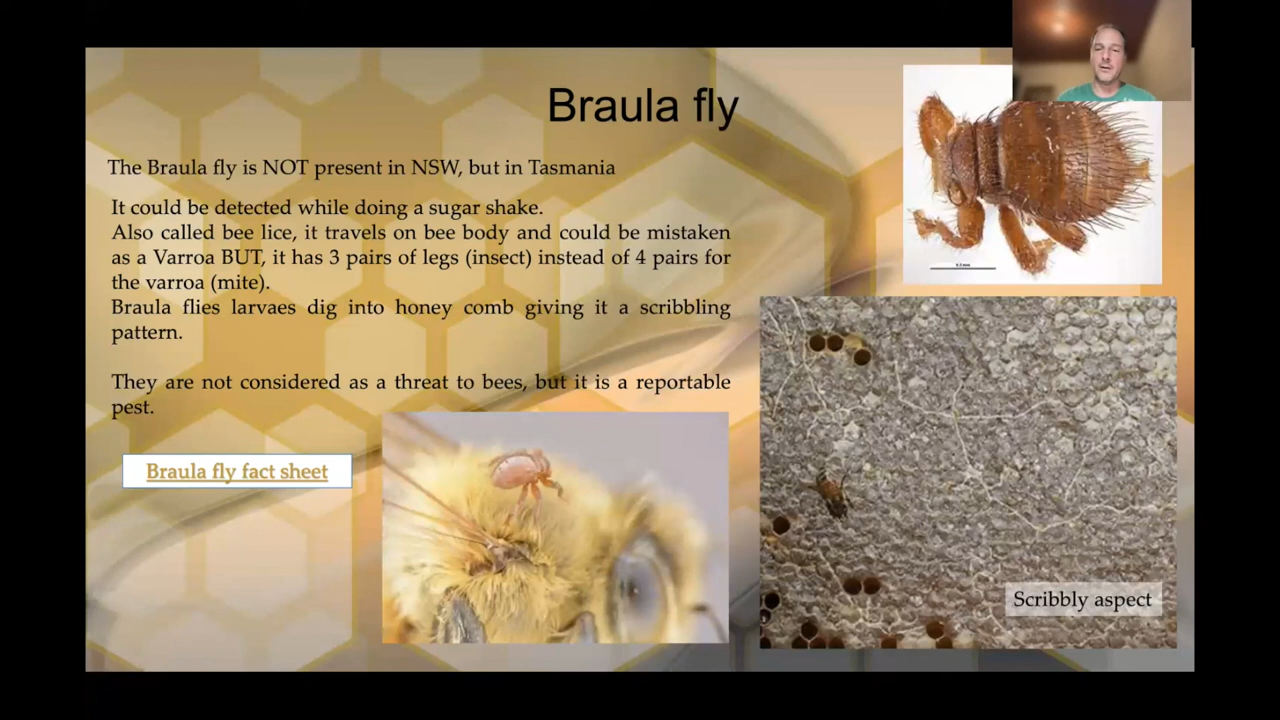 Braula fly
The Braula fly is NOT present in NSW, but in Tasmania
It could be detected while doing a sugar shake.
Also called bee lice, it travels on bee body and could be mistaken
as a Varroa BUT, it has 3 pairs of legs (insect) instead of 4 pairs for
the varroa (mite).
Braula flies larvaes dig into honey comb giving it a scribbling
pattern.
They are not considered as a threat to bees, but it is a reportable
pest.
Braula fly fact sheet
Scribbly aspect